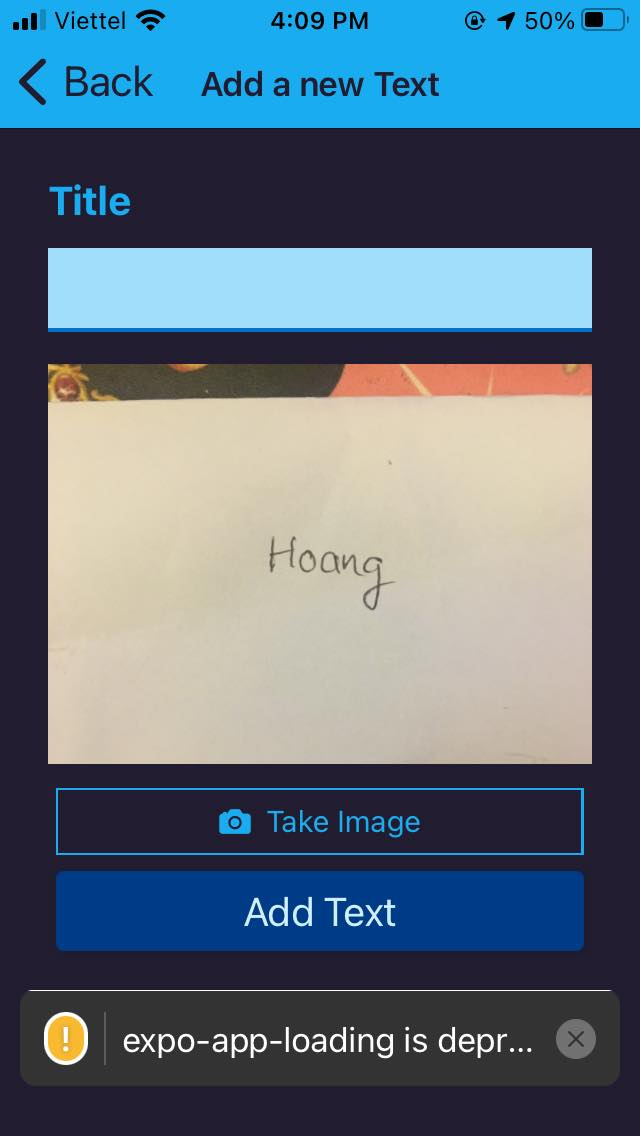 Viettel 4:09 PM 50%
Back Add a new Text
Title
Hoang
Take Image
Add Text
! expo-app-loading is depr...